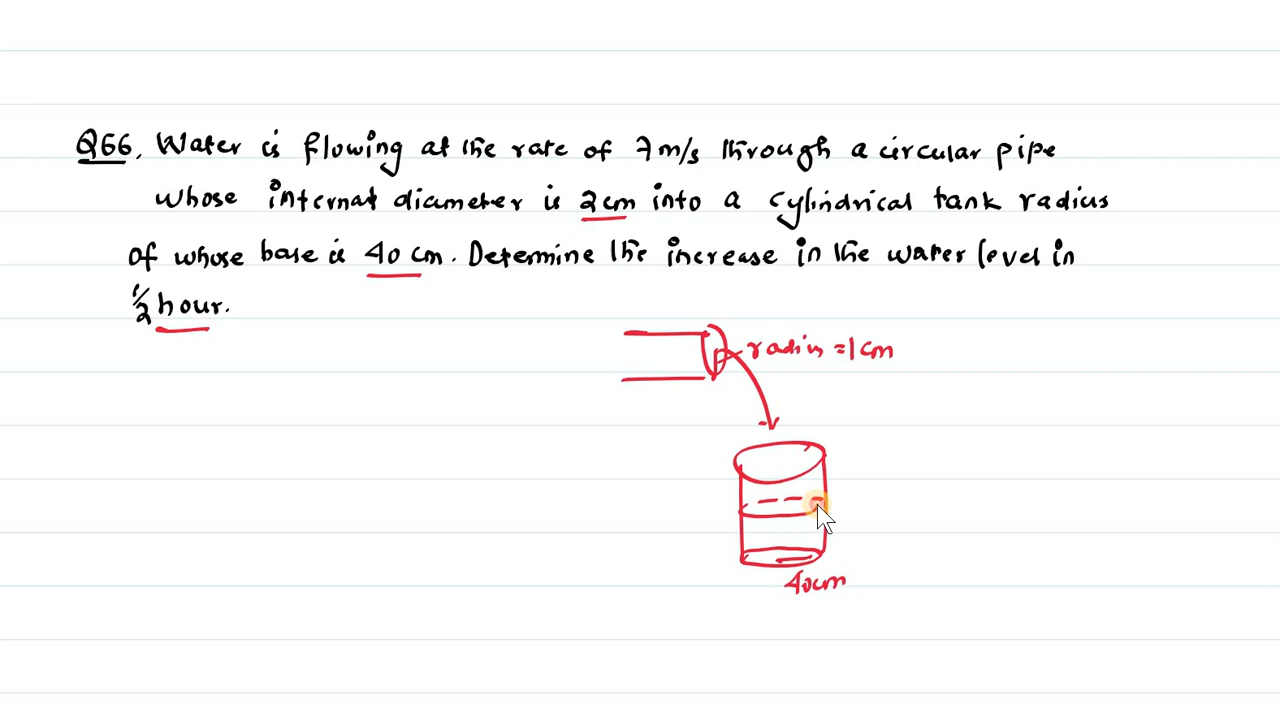 Q66. Water is flowing at the rate of 7m/s through a circular pipe
whose internal diameter is 2cm into a cylindrical tank radius
of whose base is 40 cm. Determine the increase in the water level in
1/2 hour.
radius = 1cm
40cm